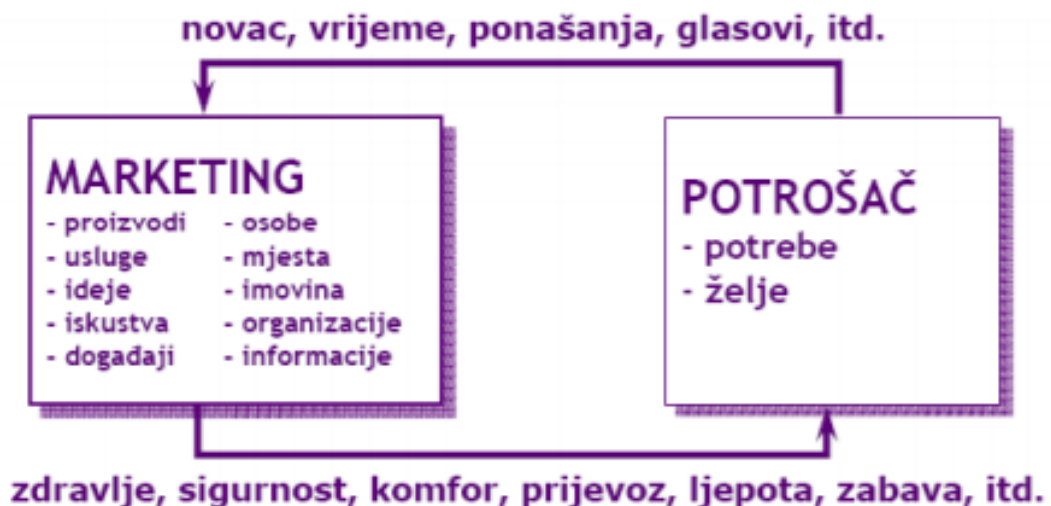 novac, vrijeme, ponašanja, glasovi, itd.
MARKETING
- proizvodi - osobe
- usluge - mjesta
- ideje - imovina
- iskustva - organizacije
- događaji - informacije
POTROŠAČ
- potrebe
- želje
zdravlje, sigurnost, komfor, prijevoz, ljepota, zabava, itd.